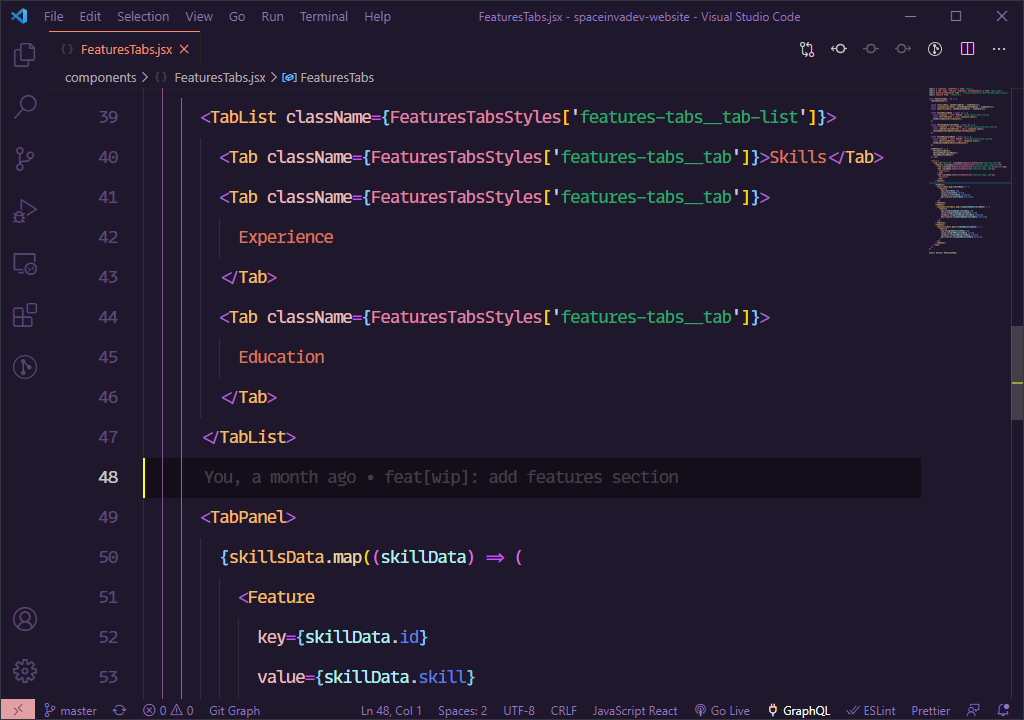 File Edit Selection View Go Run Terminal Help FeaturesTabs.jsx - spaceinvadev-website - Visual Studio Code
FeaturesTabs.jsx
components > FeaturesTabs.jsx > FeaturesTabs
39 <TabList className={FeaturesTabsStyles['features-tabs__tab-list']}>
40 <Tab className={FeaturesTabsStyles['features-tabs__tab']}>Skills</Tab>
41 <Tab className={FeaturesTabsStyles['features-tabs__tab']}>
42 Experience
43 </Tab>
44 <Tab className={FeaturesTabsStyles['features-tabs__tab']}>
45 Education
46 </Tab>
47 </TabList>
48 You, a month ago • feat[wip]: add features section
49 <TabPanel>
50 {skillsData.map((skillData) => (
51 <Feature
52 key={skillData.id}
53 value={skillData.skill}
master 0 0 Git Graph Ln 48, Col 1 Spaces: 2 UTF-8 CRLF JavaScript React Go Live GraphQL ESLint Prettier